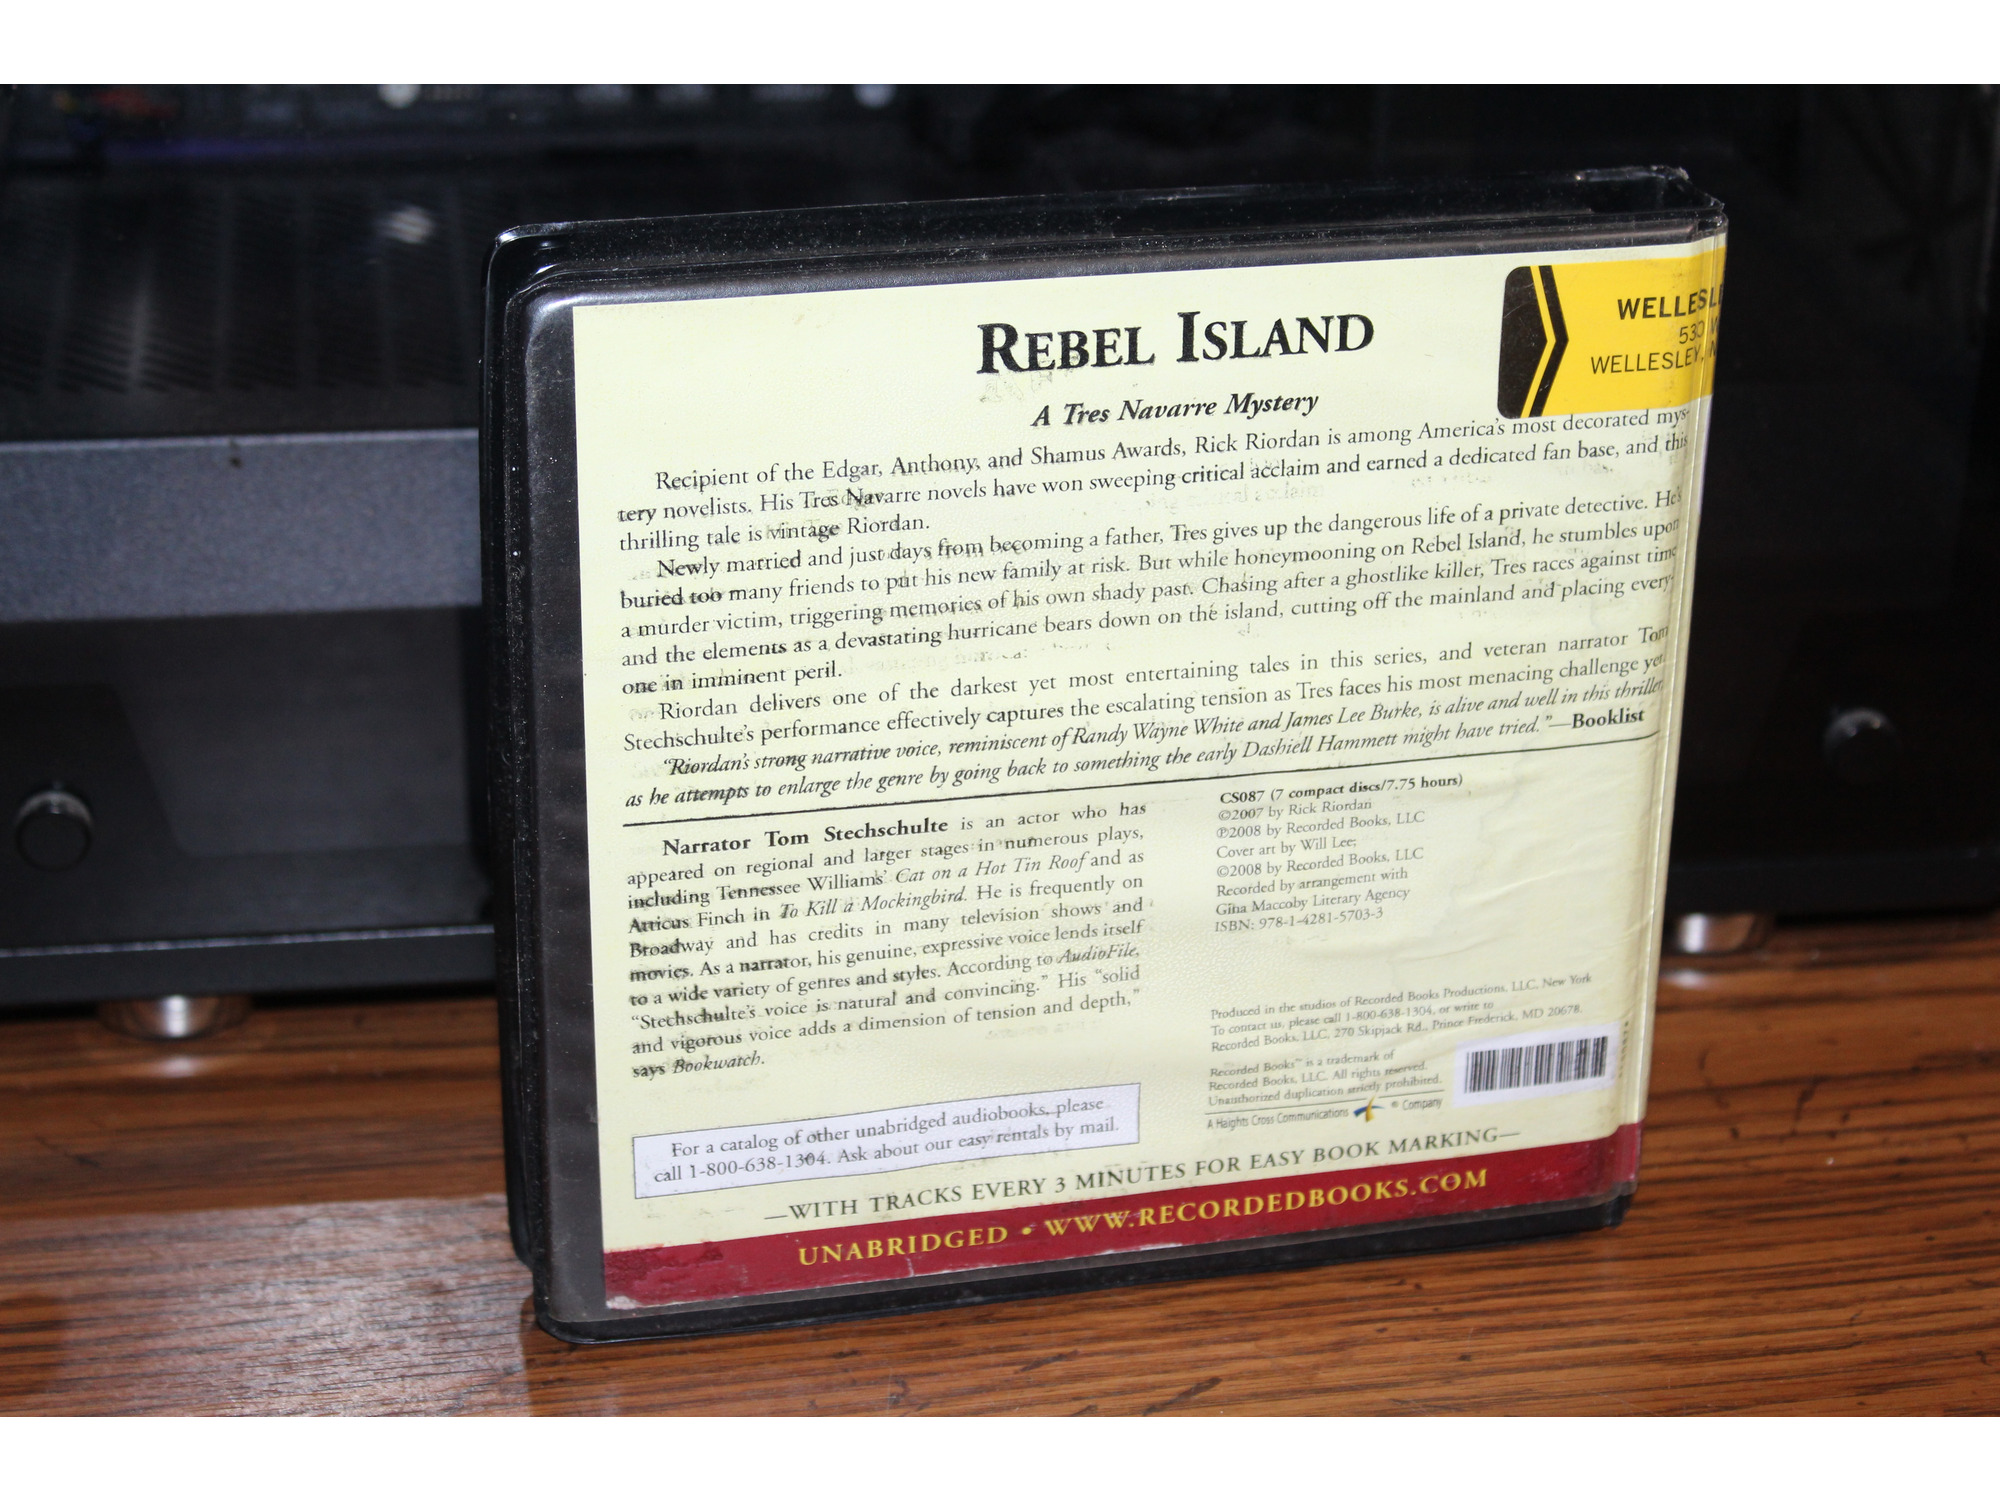 REBEL ISLAND
WELLESLE
530 W
WELLESLEY, M
A Tres Navarre Mystery
Recipient of the Edgar, Anthony, and Shamus Awards, Rick Riordan is among America's most decorated mys-
tery novelists. His Tres Navarre novels have won sweeping critical acclaim and earned a dedicated fan base, and this
thrilling tale is vintage Riordan.
Newly married and just days from becoming a father, Tres gives up the dangerous life of a private detective. He's
buried too many friends to put his new family at risk. But while honeymooning on Rebel Island, he stumbles upon
a murder victim, triggering memories of his own shady past. Chasing after a ghostlike killer, Tres races against time
and the elements as a devastating hurricane bears down on the island, cutting off the mainland and placing every-
one in imminent peril.
Riordan delivers one of the darkest yet most entertaining tales in this series, and veteran narrator Tom
Stechschulte's performance effectively captures the escalating tension as Tres faces his most menacing challenge yet.
"Riordan's strong narrative voice, reminiscent of Randy Wayne White and James Lee Burke, is alive and well in this thriller
as he attempts to enlarge the genre by going back to something the early Dashiell Hammett might have tried."—Booklist
Narrator Tom Stechschulte is an actor who has
appeared on regional and larger stages in numerous plays,
including Tennessee Williams' Cat on a Hot Tin Roof and as
Atticus Finch in To Kill a Mockingbird. He is frequently on
Broadway and has credits in many television shows and
movies. As a narrator, his genuine, expressive voice lends itself
to a wide variety of genres and styles. According to AudioFile,
"Stechschulte's voice is natural and convincing." His "solid
and vigorous voice adds a dimension of tension and depth,"
says Bookwatch.
For a catalog of other unabridged audiobooks, please
call 1-800-638-1304. Ask about our easy rentals by mail.
CS087 (7 compact discs/7.75 hours)
©2007 by Rick Riordan
℗2008 by Recorded Books, LLC
Cover art by Will Lee;
©2008 by Recorded Books, LLC
Recorded by arrangement with
Gina Maccoby Literary Agency
ISBN: 978-1-4281-5703-3
Produced in the studios of Recorded Books Productions, LLC, New York
To contact us, please call 1-800-638-1304, or write to
Recorded Books, LLC, 270 Skipjack Rd., Prince Frederick, MD 20678.
Recorded Books™ is a trademark of
Recorded Books, LLC. All rights reserved.
Unauthorized duplication strictly prohibited.
A Haights Cross Communications ® Company
—WITH TRACKS EVERY 3 MINUTES FOR EASY BOOK MARKING—
UNABRIDGED • WWW.RECORDEDBOOKS.COM